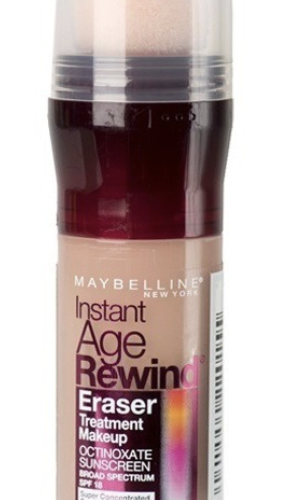 MAYBELLINE®
NEW YORK
Instant
Age
Rewind®
Eraser
Treatment
Makeup
OCTINOXATE
SUNSCREEN
BROAD SPECTRUM
SPF 18
Super Concentrated